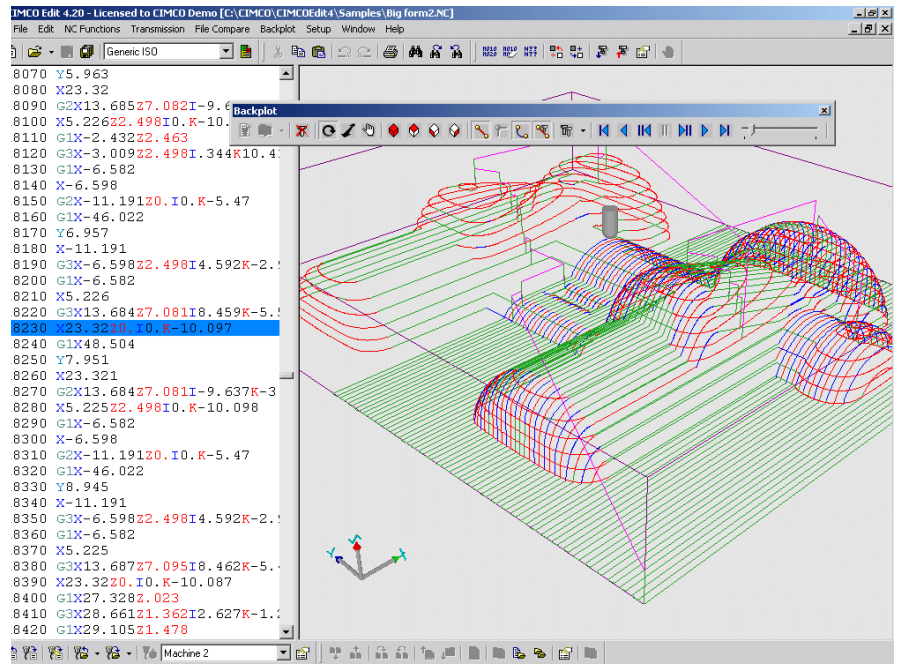 CIMCO Edit 4.20 - Licensed to CIMCO Demo [C:\CIMCO\CIMCOEdit4\Samples\Big form2.NC]
File Edit NC Functions Transmission File Compare Backplot Setup Window Help
Generic ISO
.8070 Y5.963
.8080 X23.32
.8090 G2X13.685Z7.082I-9.6
.8100 X5.226Z2.498I0.K-10.
.8110 G1X-2.432Z2.463
.8120 G3X-3.009Z2.498I.344K10.4
.8130 G1X-6.582
.8140 X-6.598
.8150 G2X-11.191Z0.I0.K-5.47
.8160 G1X-46.022
.8170 Y6.957
.8180 X-11.191
.8190 G3X-6.598Z2.498I4.592K-2.
.8200 G1X-6.582
.8210 X5.226
.8220 G3X13.684Z7.081I8.459K-5.
.8230 X23.32Z0.I0.K-10.097
.8240 G1X48.504
.8250 Y7.951
.8260 X23.321
.8270 G2X13.684Z7.081I-9.637K-3
.8280 X5.225Z2.498I0.K-10.098
.8290 G1X-6.582
.8300 X-6.598
.8310 G2X-11.191Z0.I0.K-5.47
.8320 G1X-46.022
.8330 Y8.945
.8340 X-11.191
.8350 G3X-6.598Z2.498I4.592K-2.
.8360 G1X-6.582
.8370 X5.225
.8380 G3X13.687Z7.095I8.462K-5.
.8390 X23.32Z0.I0.K-10.087
.8400 G1X27.328Z.023
.8410 G3X28.661Z1.362I2.627K-1.
.8420 G1X29.105Z1.478
Backplot
Y
X
Machine 2